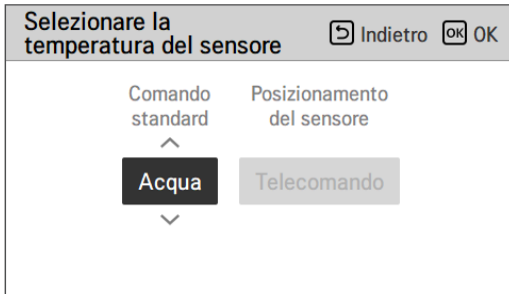 Selezionare la
temperatura del sensore
Indietro OK OK
Comando
standard
Posizionamento
del sensore
Acqua
Telecomando